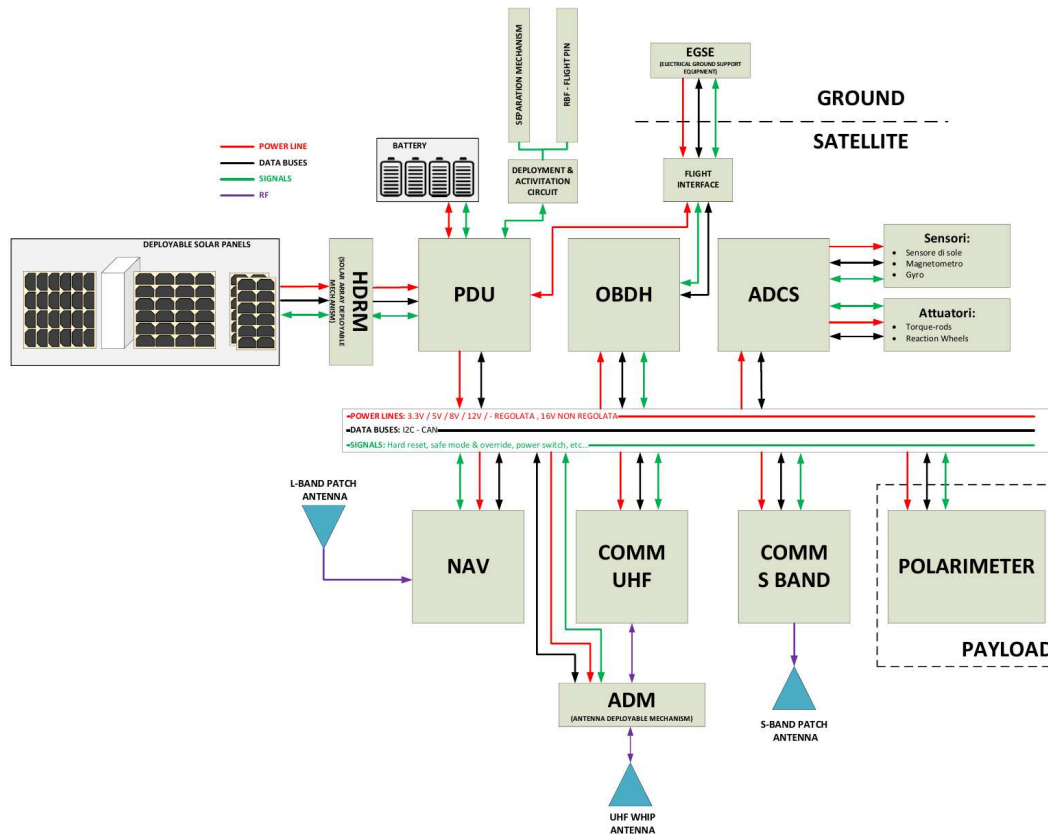 SEPARATION MECHANISM
RBF - FLIGHT PIN
EGSE
(ELECTRICAL GROUND SUPPORT
EQUIPMENT)
GROUND
SATELLITE
POWER LINE
DATA BUSES
SIGNALS
RF
BATTERY
DEPLOYMENT &
ACTIVITATION
CIRCUIT
FLIGHT
INTERFACE
DEPLOYABLE SOLAR PANELS
HDRM
(SOLAR ARRAY DEPLOYABLE
MECHANISM)
PDU
OBDH
ADCS
Sensori:
• Sensore di sole
• Magnetometro
• Gyro
Attuatori:
• Torque-rods
• Reaction Wheels
POWER LINES: 3.3V / 5V / 8V / 12V / - REGOLATA , 16V NON REGOLATA
DATA BUSES: I2C - CAN
SIGNALS: Hard reset, safe mode & override, power switch, etc...
L-BAND PATCH
ANTENNA
NAV
COMM
UHF
COMM
S BAND
POLARIMETER
PAYLOAD
ADM
(ANTENNA DEPLOYABLE MECHANISM)
S-BAND PATCH
ANTENNA
UHF WHIP
ANTENNA